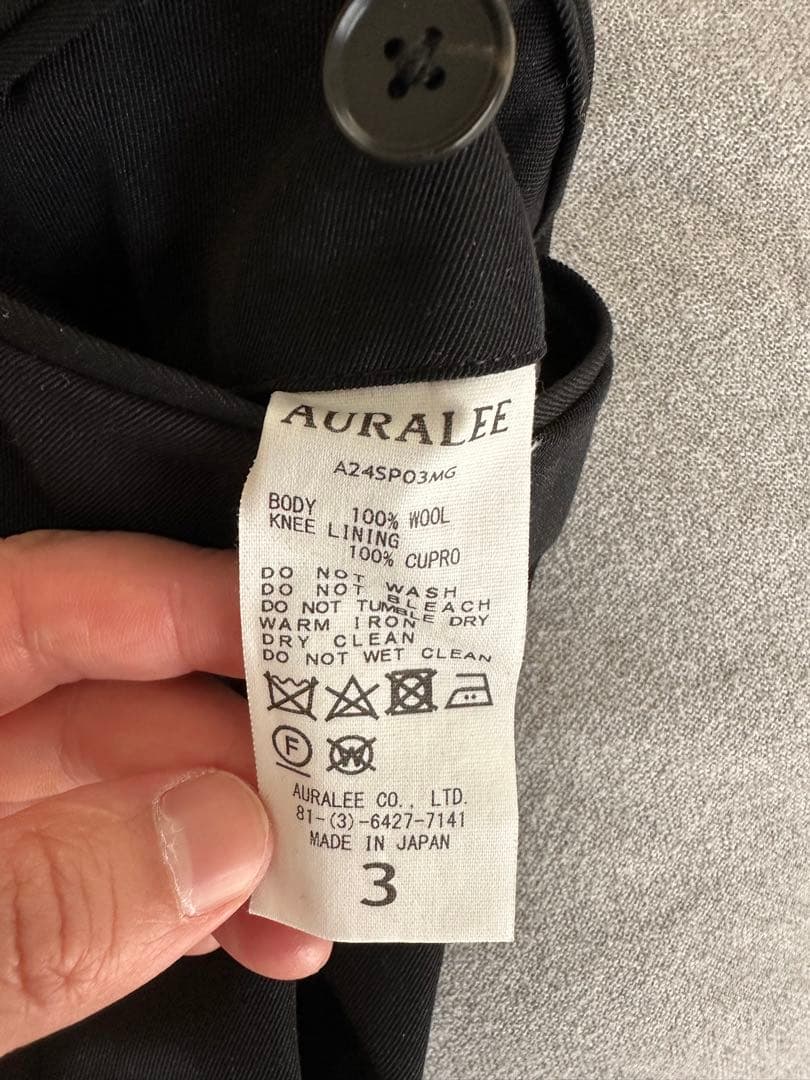 AURALEE
A24SP03MG
BODY 100% WOOL
KNEE LINING
100% CUPRO
DO NOT WASH
DO NOT BLEACH
DO NOT TUMBLE DRY
WARM IRON
DRY CLEAN
DO NOT WET CLEAN
F
W
AURALEE CO., LTD.
81-(3)-6427-7141
MADE IN JAPAN
3